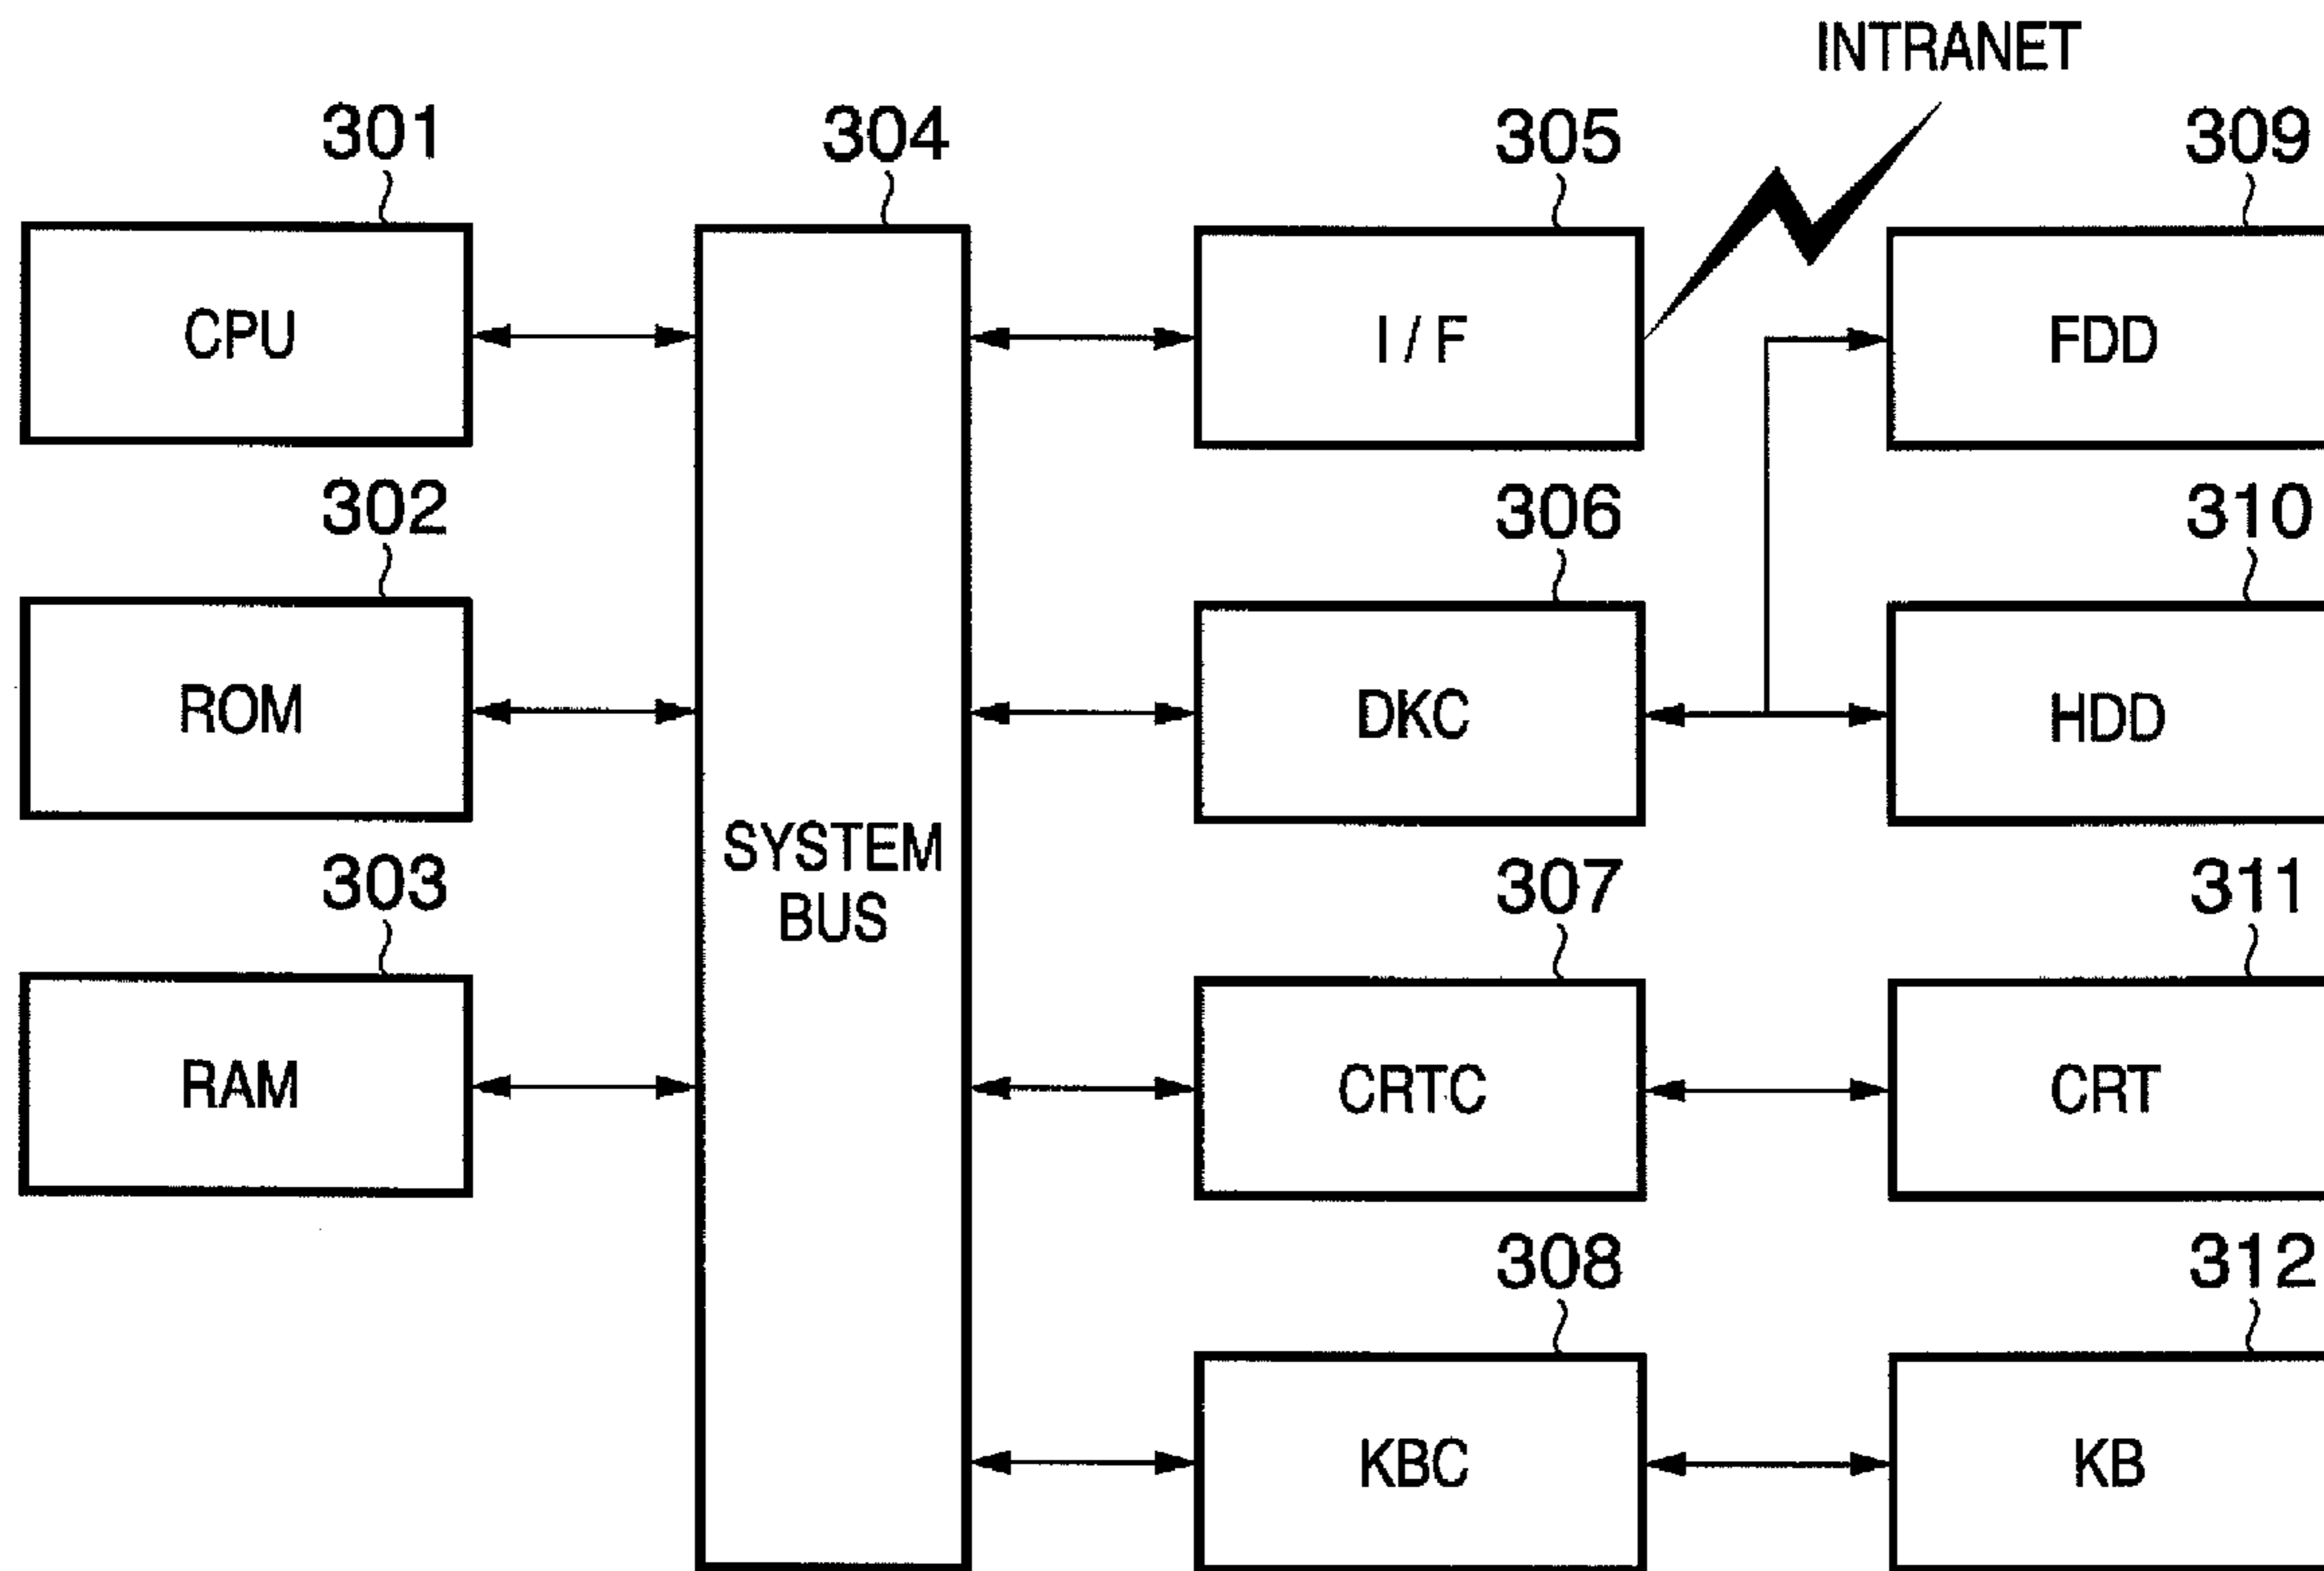 INTRANET
301
304
305
309
CPU
I / F
FDD
302
306
310
ROM
DKC
HDD
SYSTEM
BUS
303
307
311
RAM
CRTC
CRT
308
312
KBC
KB